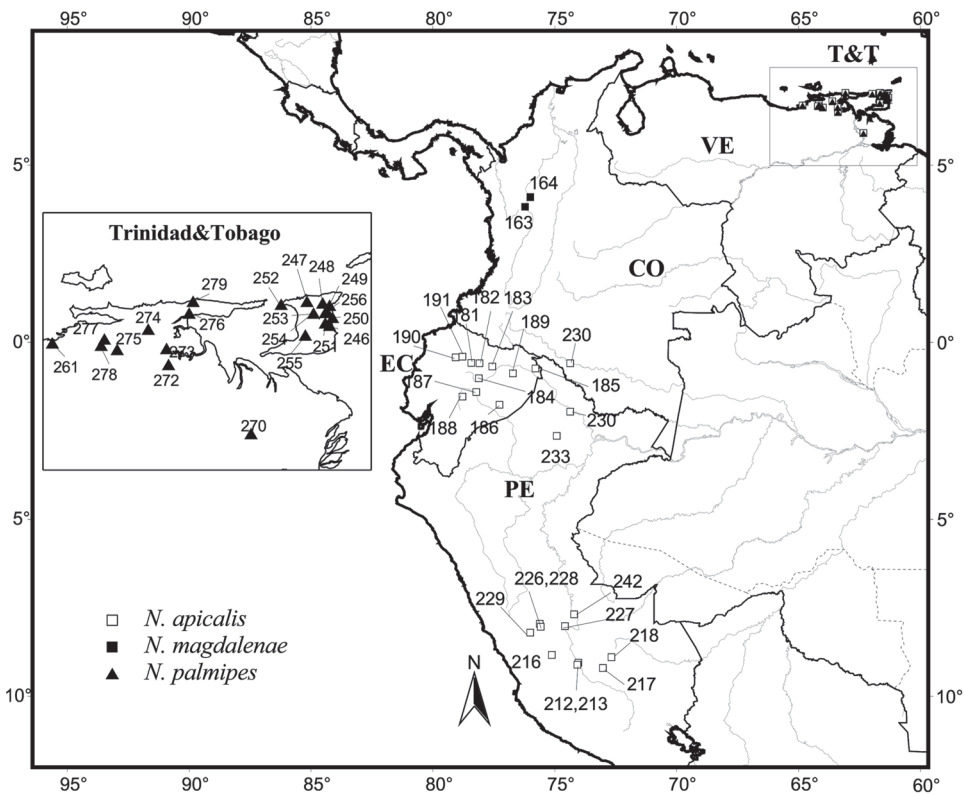 95° 90° 85° 80° 75° 70° 65° 60°
T&T
VE
5° 5°
164
163
Trinidad&Tobago
CO
247 248
252 249
279 256
191 182 183
181 189
274 253 250
190 230
277 275 276 254 251 246
0° 0°
261 278 273 255
EC
272
187 184 185
188 186 230
270
233
PE
5° 5°
226,228 242
229 227
N. apicalis 218
N. magdalenae 216
N. palmipes N 217
212,213
10° 10°
95 90 85 80 75 70 65 60